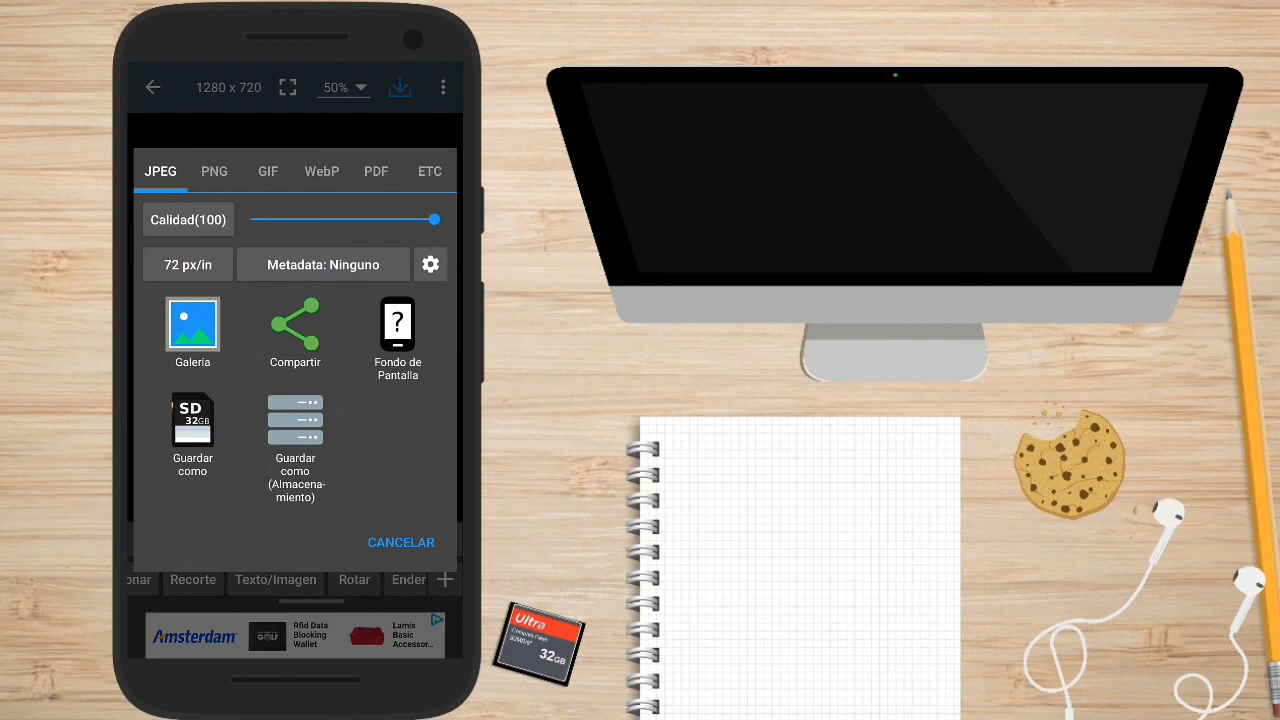 1280 x 720 50%
JPEG PNG GIF WebP PDF ETC
Calidad(100)
72 px/in Metadata: Ninguno
?
Galería Compartir Fondo de
Pantalla
SD
32GB
Guardar
como
Guardar
como
(Almacena-
miento)
CANCELAR
onar Recorte Texto/Imagen Rotar Ender +
Amsterdam
GOLF
Rfid Data
Blocking
Wallet
Lamis
Basic
Accessor...
Ultra
32GB